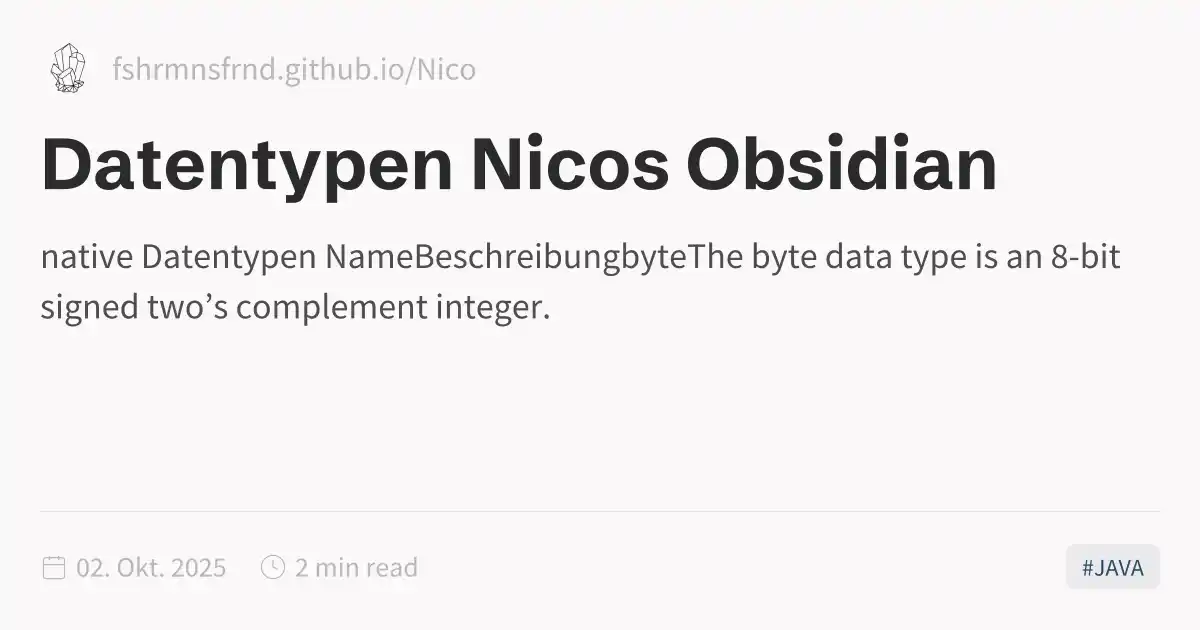 fshrmnsfrnd.github.io/Nico
Datentypen Nicos Obsidian
native Datentypen NameBeschreibungbyteThe byte data type is an 8-bit
signed two’s complement integer.
02. Okt. 2025 2 min read #JAVA